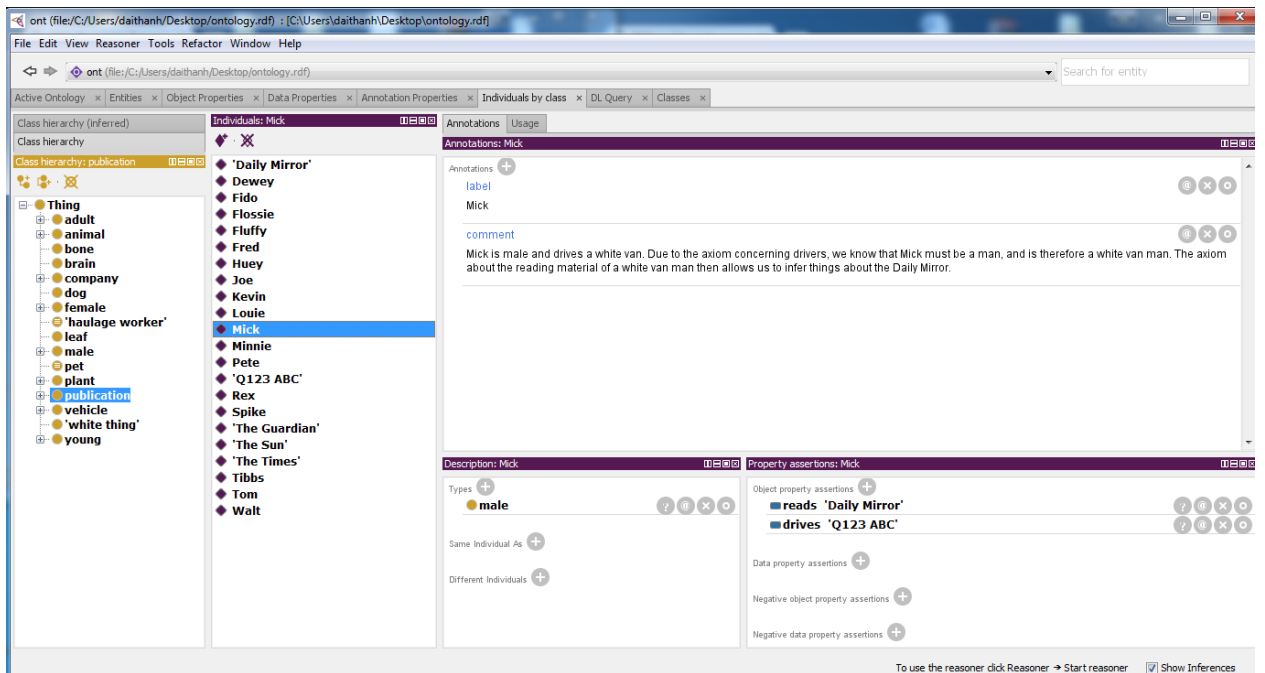 ont (file:/C:/Users/daithanh/Desktop/ontology.rdf) : [C:\Users\daithanh\Desktop\ontology.rdf]
File Edit View Reasoner Tools Refactor Window Help
ont (file:/C:/Users/daithanh/Desktop/ontology.rdf)
Search for entity
Active Ontology × Entities × Object Properties × Data Properties × Annotation Properties × Individuals by class × DL Query × Classes ×
Class hierarchy (inferred)
Class hierarchy
Class hierarchy: publication
Thing
adult
animal
bone
brain
company
dog
female
'haulage worker'
leaf
male
pet
plant
publication
vehicle
'white thing'
young
Individuals: Mick
'Daily Mirror'
Dewey
Fido
Flossie
Fluffy
Fred
Huey
Joe
Kevin
Louie
Mick
Minnie
Pete
'Q123 ABC'
Rex
Spike
'The Guardian'
'The Sun'
'The Times'
Tibbs
Tom
Walt
Annotations Usage
Annotations: Mick
Annotations
label
Mick
comment
Mick is male and drives a white van. Due to the axiom concerning drivers, we know that Mick must be a man, and is therefore a white van man. The axiom
about the reading material of a white van man then allows us to infer things about the Daily Mirror.
Description: Mick
Types
male
Same Individual As
Different Individuals
Property assertions: Mick
Object property assertions
reads 'Daily Mirror'
drives 'Q123 ABC'
Data property assertions
Negative object property assertions
Negative data property assertions
To use the reasoner click Reasoner → Start reasoner Show Inferences